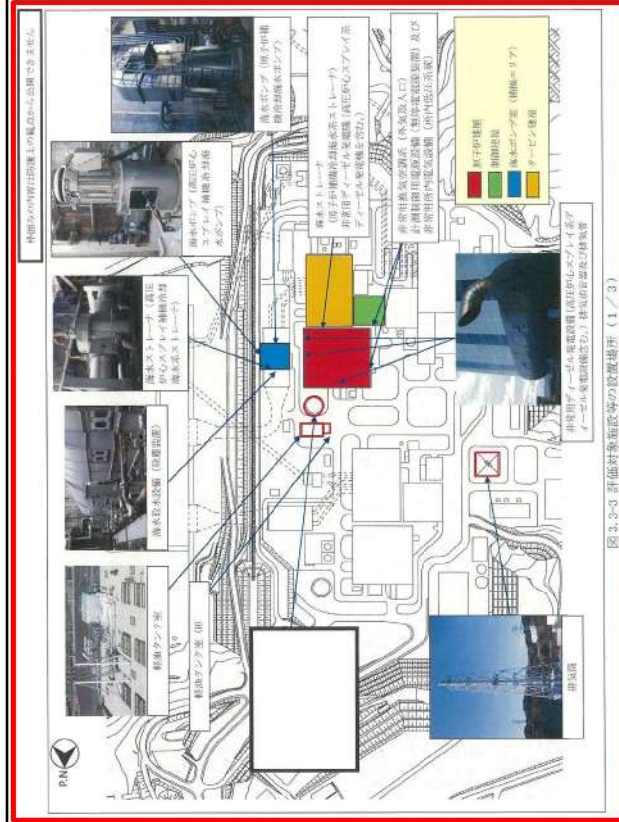 枠囲みの内容は防護上の観点から公開できません
P.N
軽油タンク室
軽油タンク室(H)
海水取水設備(除塵装置)
海水ストレーナ(高圧
炉心スプレイ補機冷却
海水系ストレーナ)
海水ポンプ(高圧炉心
スプレイ補機冷却海
水ポンプ)
海水ポンプ(原子炉補
機冷却海水ポンプ)
海水ストレーナ
(原子炉補機冷却海水系ストレーナ)
非常用ディーゼル発電機(高圧炉心スプレイ系
ディーゼル発電機を含む。)
非常用換気空調系(外気取入口)
計測制御用電源設備(無停電電源装置)及び
非常用所内電気設備(所内低圧系統)
原子炉建屋
制御建屋
海水ポンプ室(補機エリア)
タービン建屋
排気筒
非常用ディーゼル発電設備(高圧炉心スプレイ系デ
ィーゼル発電設備含む。)排気消音器及び排気管
図 3.3-3 評価対象施設等の設置場所(1/3)